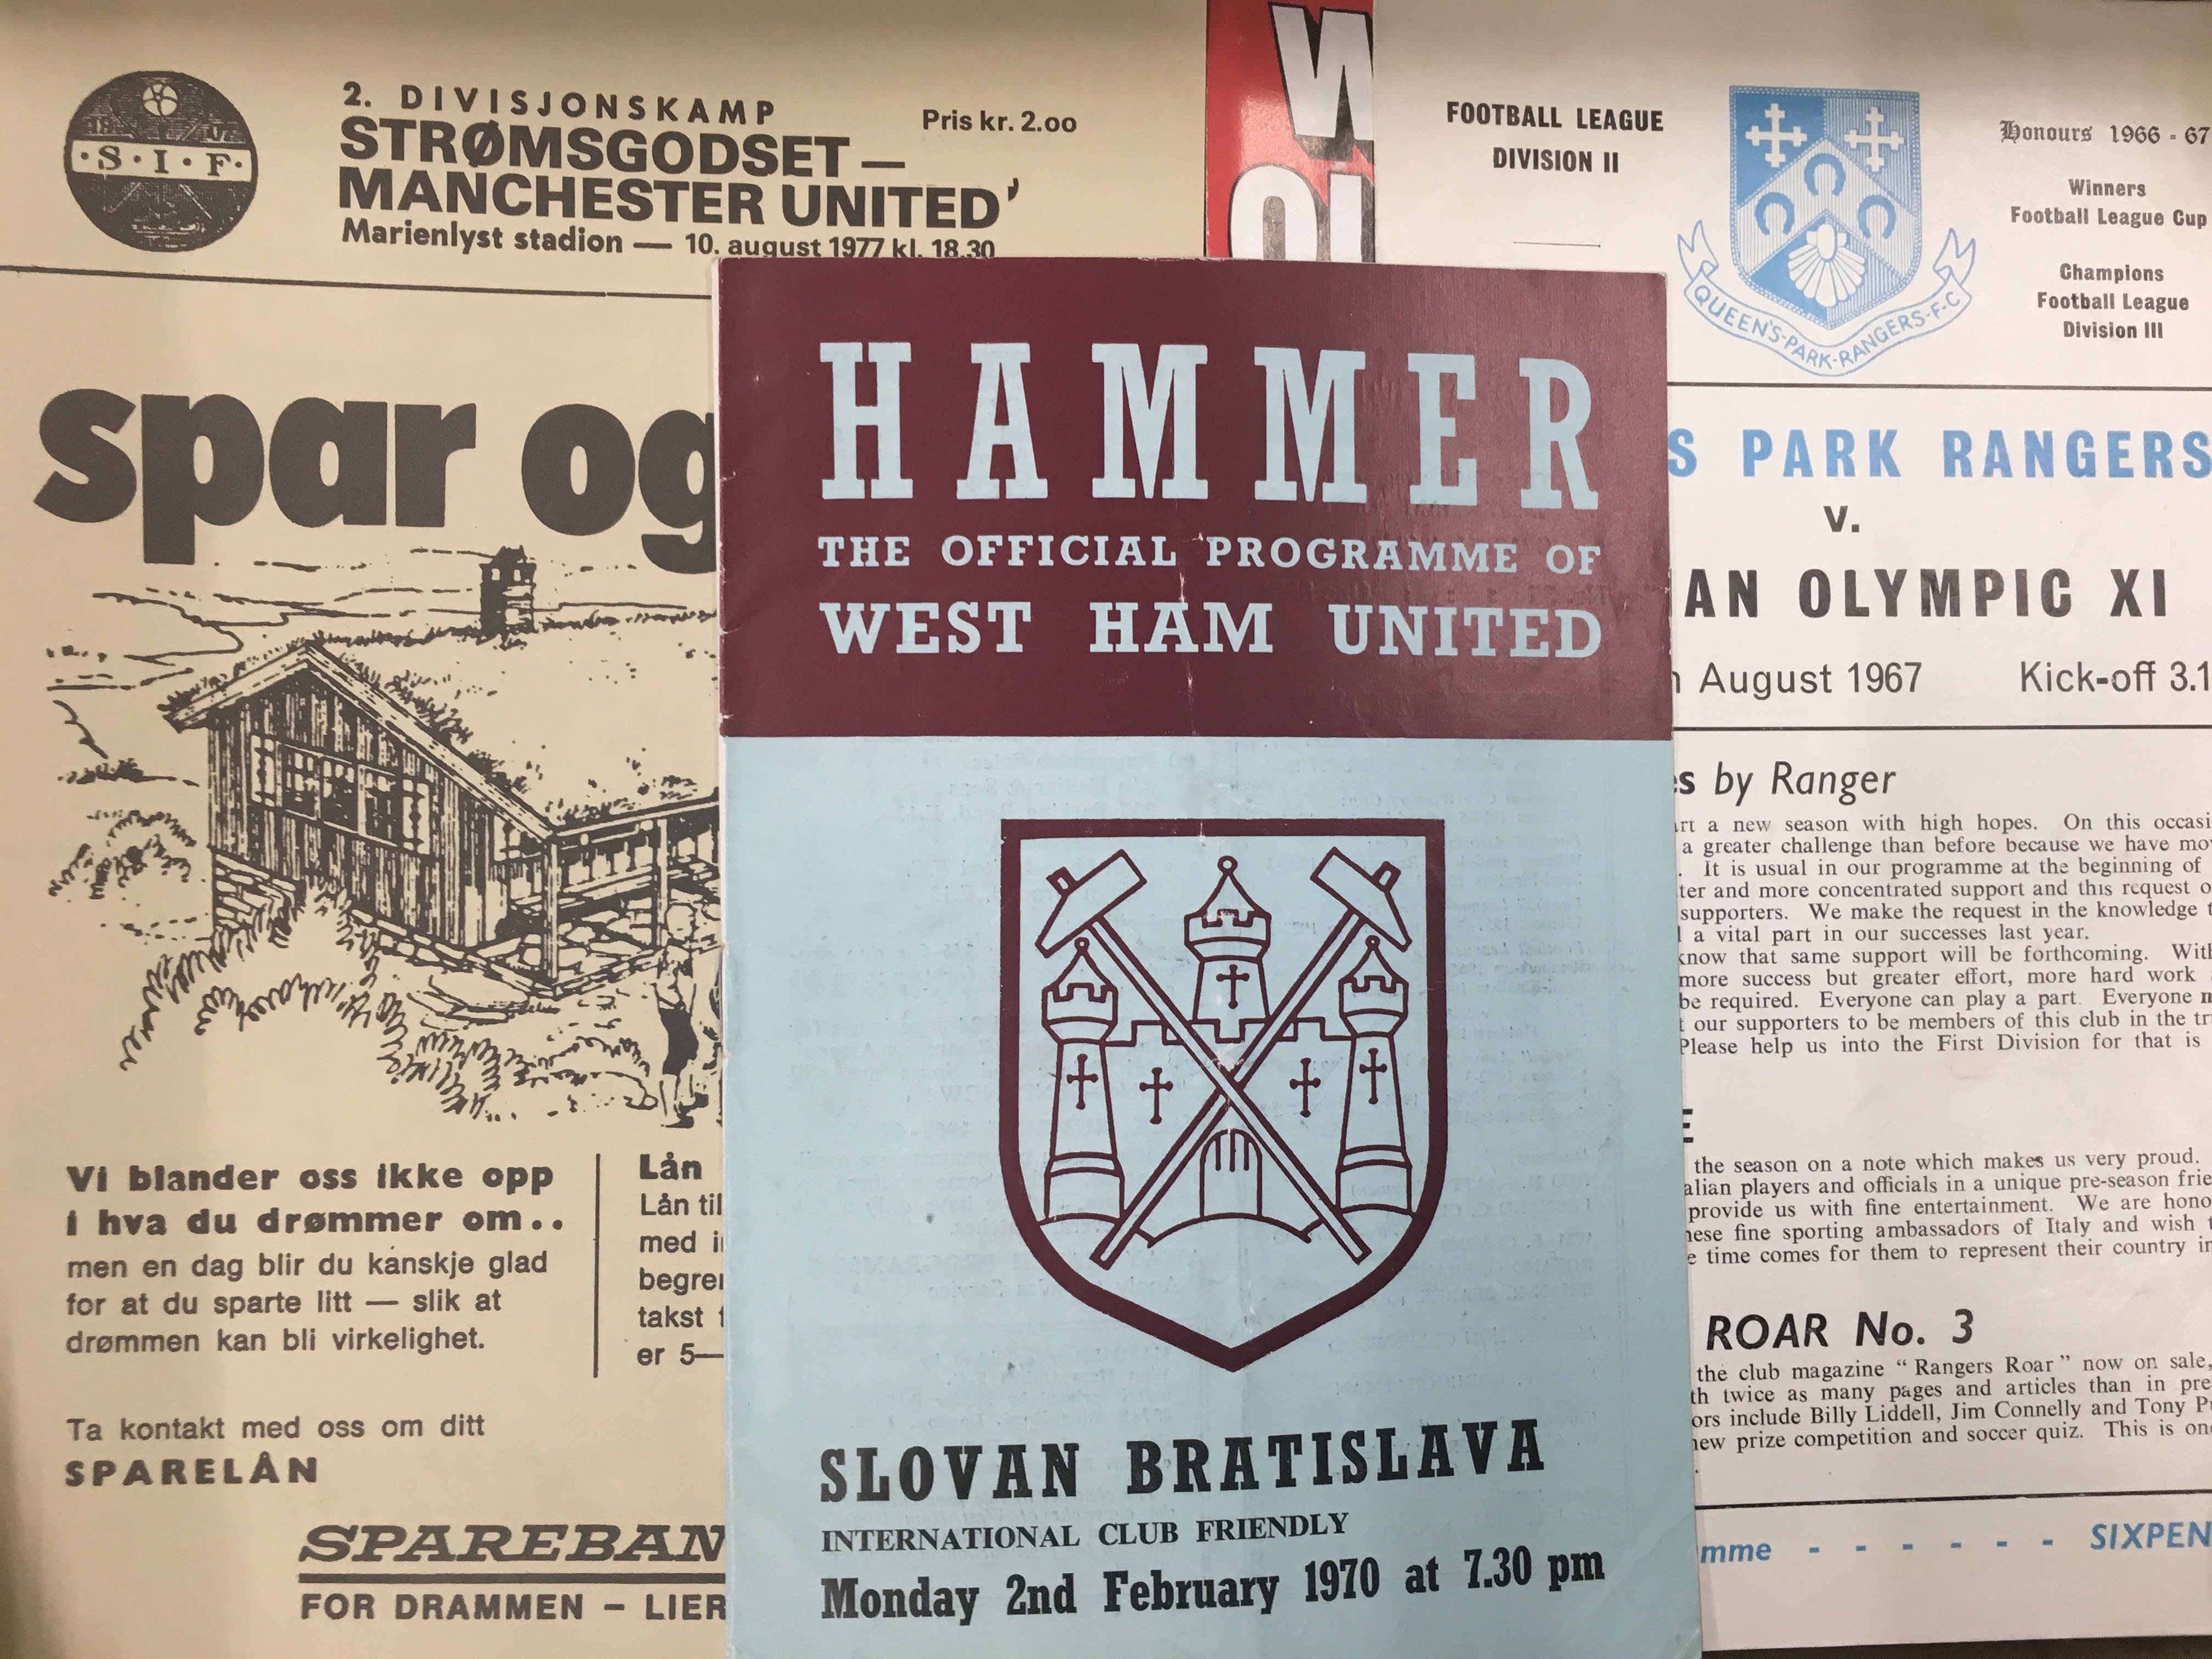 · S · I · F ·
2. DIVISJONSKAMP
STRØMSGODSET —
MANCHESTER UNITED'
Marienlyst stadion — 10. august 1977 kl. 18.30
Pris kr. 2.00
spar og
Vi blander oss ikke opp
i hva du drømmer om..
men en dag blir du kanskje glad
for at du sparte litt — slik at
drømmen kan bli virkelighet.
Lån
Lån til
med
takst
er 5—
Ta kontakt med oss om ditt
SPARELÅN
SPAREBAN
FOR DRAMMEN – LIER
HAMMER
THE OFFICIAL PROGRAMME OF
WEST HAM UNITED
SLOVAN BRATISLAVA
INTERNATIONAL CLUB FRIENDLY
Monday 2nd February 1970 at 7.30 pm
FOOTBALL LEAGUE
DIVISION II
QUEEN'S·PARK·RANGERS·F·C
Honours 1966 - 67
Winners
Football League Cup
Champions
Football League
Division III
S PARK RANGERS
v.
AN OLYMPIC XI
August 1967 Kick-off 3.1
by Ranger
a new season with high hopes. On this occasi
a greater challenge than before because we have mo
. It is usual in our programme at the beginning of
ter and more concentrated support and this request o
supporters. We make the request in the knowledge
a vital part in our successes last year.
know that same support will be forthcoming. With
more success but greater effort, more hard work
be required. Everyone can play a part. Everyone
our supporters to be members of this club in the tr
Please help us into the First Division for that is
E
the season on a note which makes us very proud.
alian players and officials in a unique pre-season frie
provide us with fine entertainment. We are hono
these fine sporting ambassadors of Italy and wish
time comes for them to represent their country in
ROAR No. 3
the club magazine “Rangers Roar” now on sale,
th twice as many pages and articles than in pre
ors include Billy Liddell, Jim Connelly and Tony
new prize competition and soccer quiz. This is on
mme - - - - - - SIXPEN